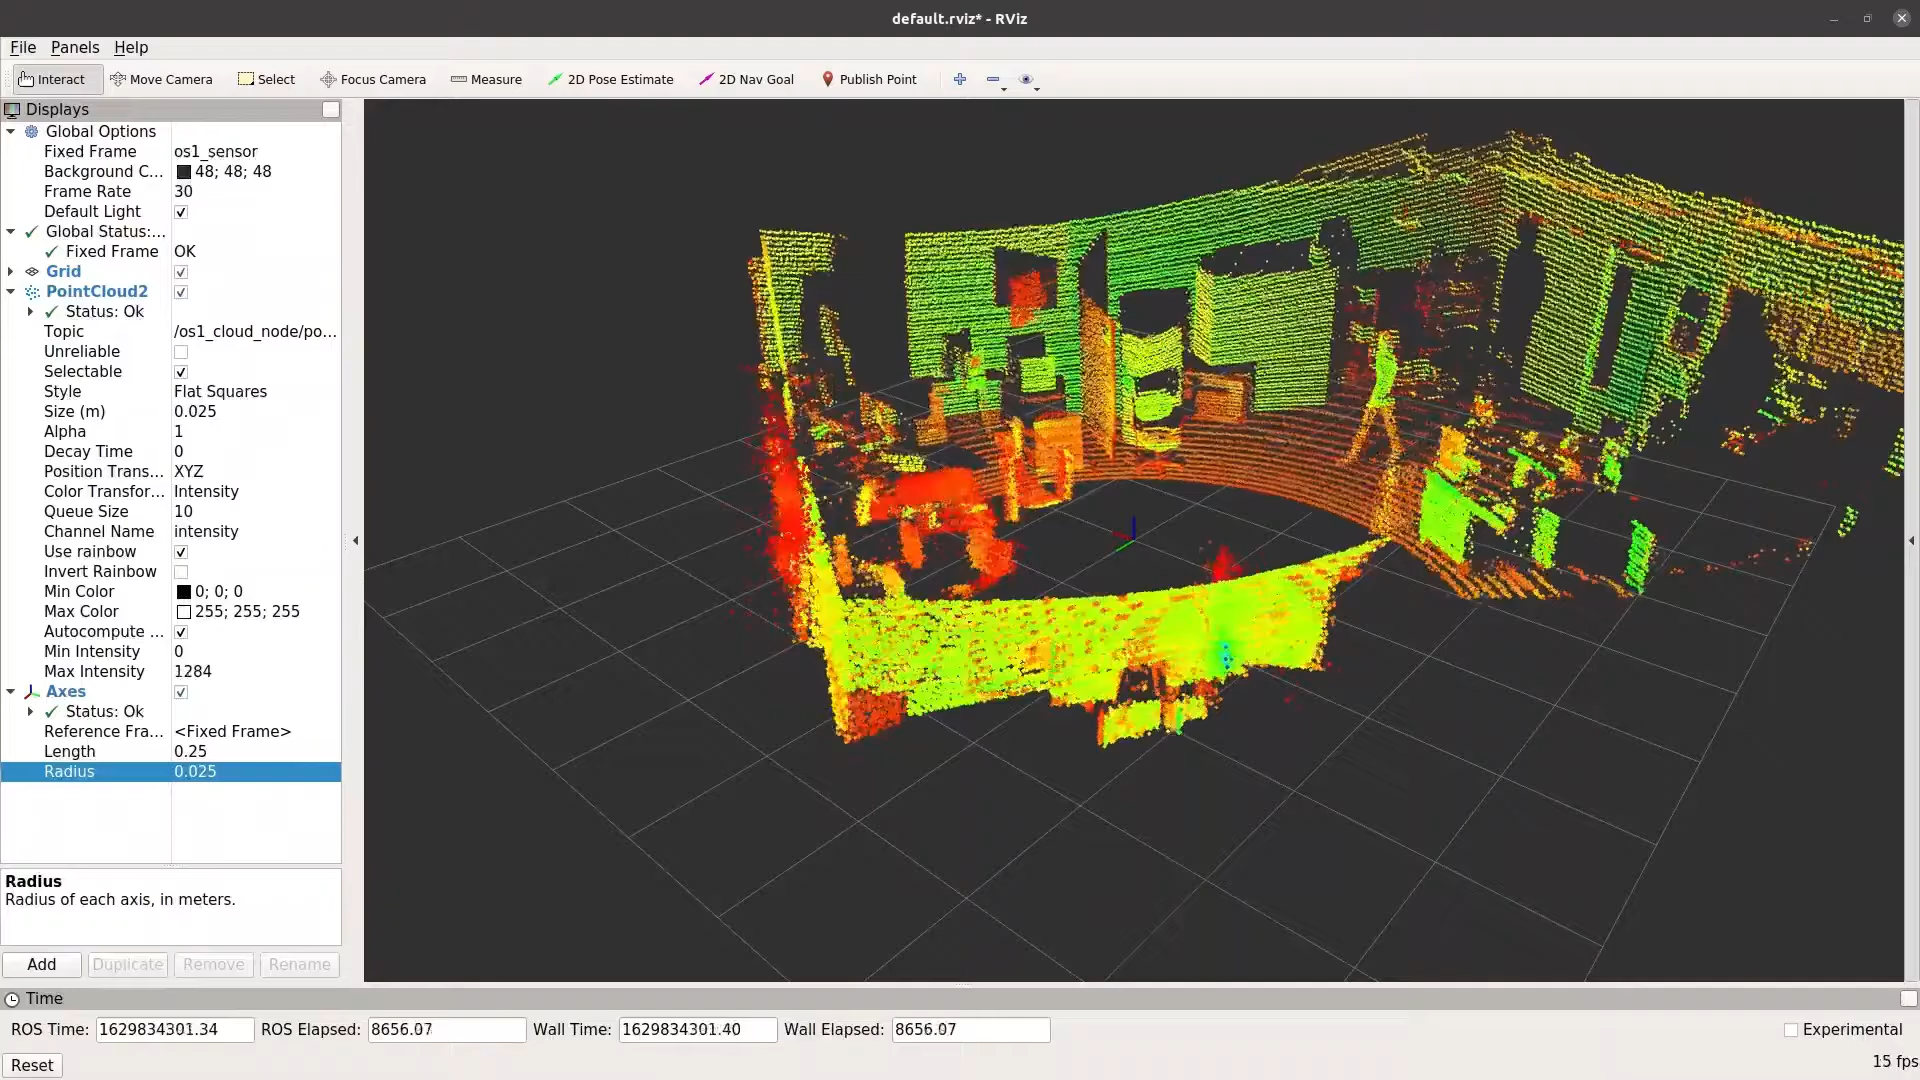 default.rviz* - RViz
File Panels Help
Interact Move Camera Select Focus Camera Measure 2D Pose Estimate 2D Nav Goal Publish Point
Displays
Global Options
Fixed Frame os1_sensor
Background C... 48; 48; 48
Frame Rate 30
Default Light
Global Status:...
Fixed Frame OK
Grid
PointCloud2
Status: Ok
Topic /os1_cloud_node/po...
Unreliable
Selectable
Style Flat Squares
Size (m) 0.025
Alpha 1
Decay Time 0
Position Trans... XYZ
Color Transfor... Intensity
Queue Size 10
Channel Name intensity
Use rainbow
Invert Rainbow
Min Color 0; 0; 0
Max Color 255; 255; 255
Autocompute ...
Min Intensity 0
Max Intensity 1284
Axes
Status: Ok
Reference Fra... <Fixed Frame>
Length 0.25
Radius 0.025
Radius
Radius of each axis, in meters.
Add Duplicate Remove Rename
Time
ROS Time: 1629834301.34 ROS Elapsed: 8656.07 Wall Time: 1629834301.40 Wall Elapsed: 8656.07 Experimental
Reset 15 fps